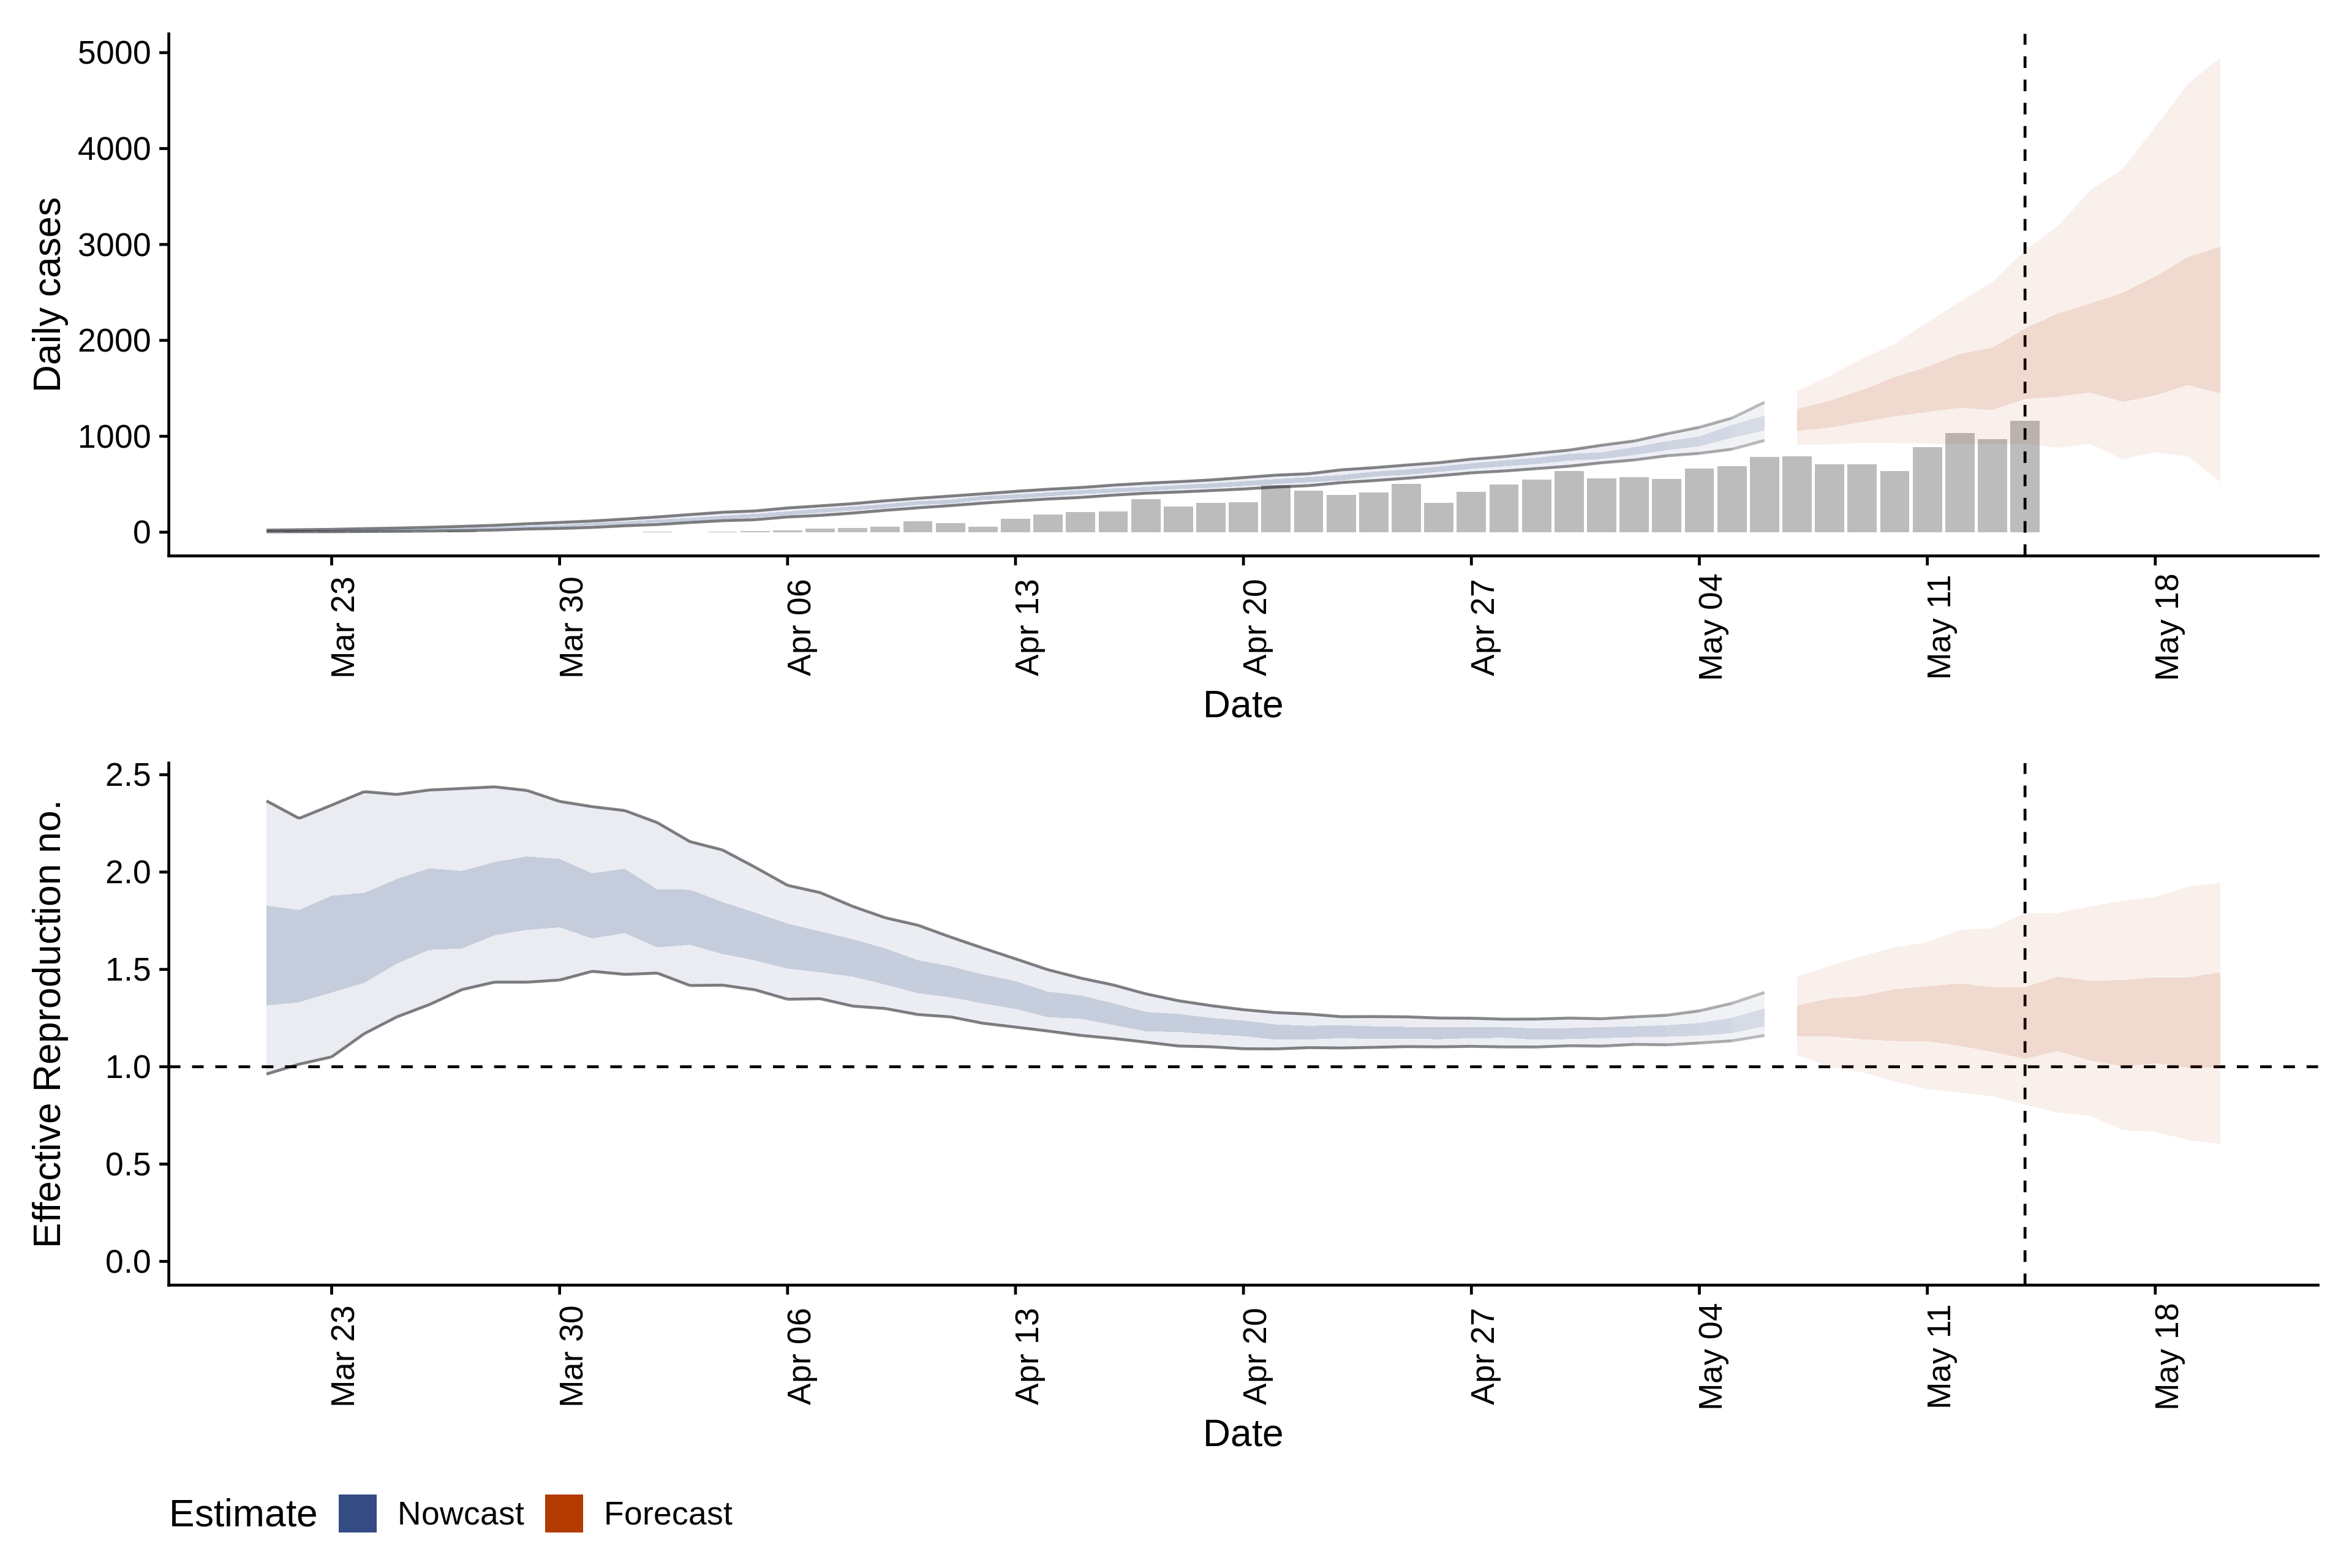 Daily cases
5000
4000
3000
2000
1000
0
Mar 23
Mar 30
Apr 06
Apr 13
Apr 20
Apr 27
May 04
May 11
May 18
Date
Effective Reproduction no.
2.5
2.0
1.5
1.0
0.5
0.0
Mar 23
Mar 30
Apr 06
Apr 13
Apr 20
Apr 27
May 04
May 11
May 18
Date
Estimate Nowcast Forecast